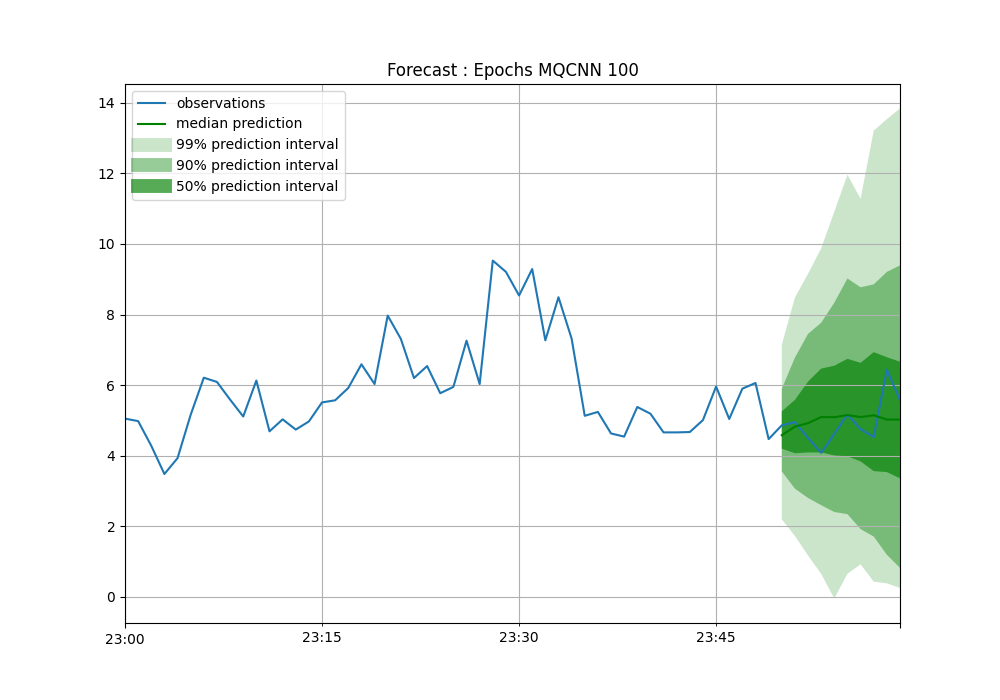 Forecast : Epochs MQCNN 100
observations
median prediction
99% prediction interval
90% prediction interval
50% prediction interval
14
12
10
8
6
4
2
0
23:00
23:15
23:30
23:45